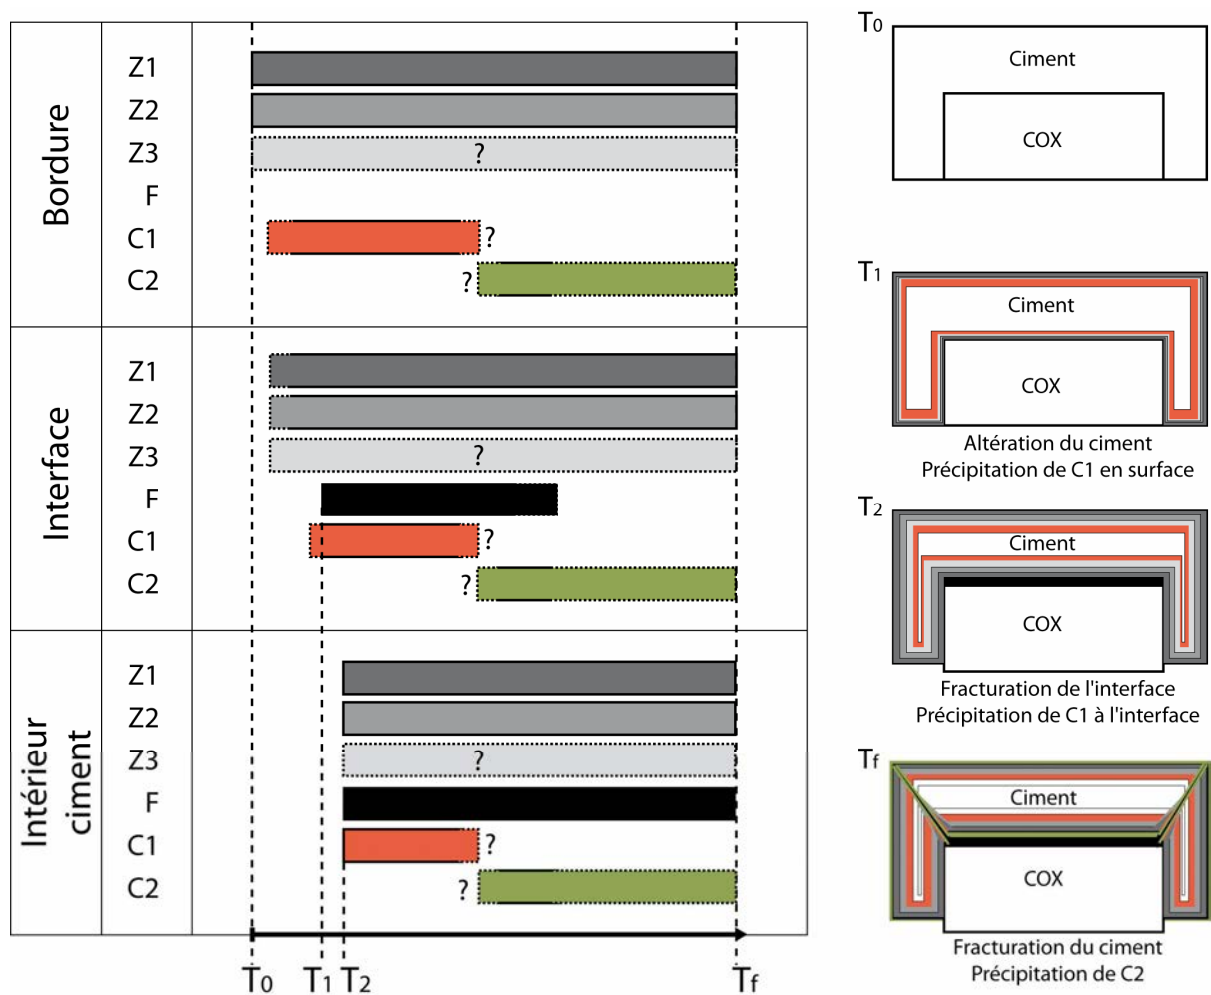 Bordure
Z1
Z2
Z3
?
F
C1
?
C2
?
Interface
Z1
Z2
Z3
?
F
C1
?
C2
?
Intérieur
ciment
Z1
Z2
Z3
?
F
C1
?
C2
?
T0
T1
T2
Tf
T0
Ciment
COX
T1
Ciment
COX
Altération du ciment
Précipitation de C1 en surface
T2
Ciment
COX
Fracturation de l'interface
Précipitation de C1 à l'interface
Tf
Ciment
COX
Fracturation du ciment
Précipitation de C2